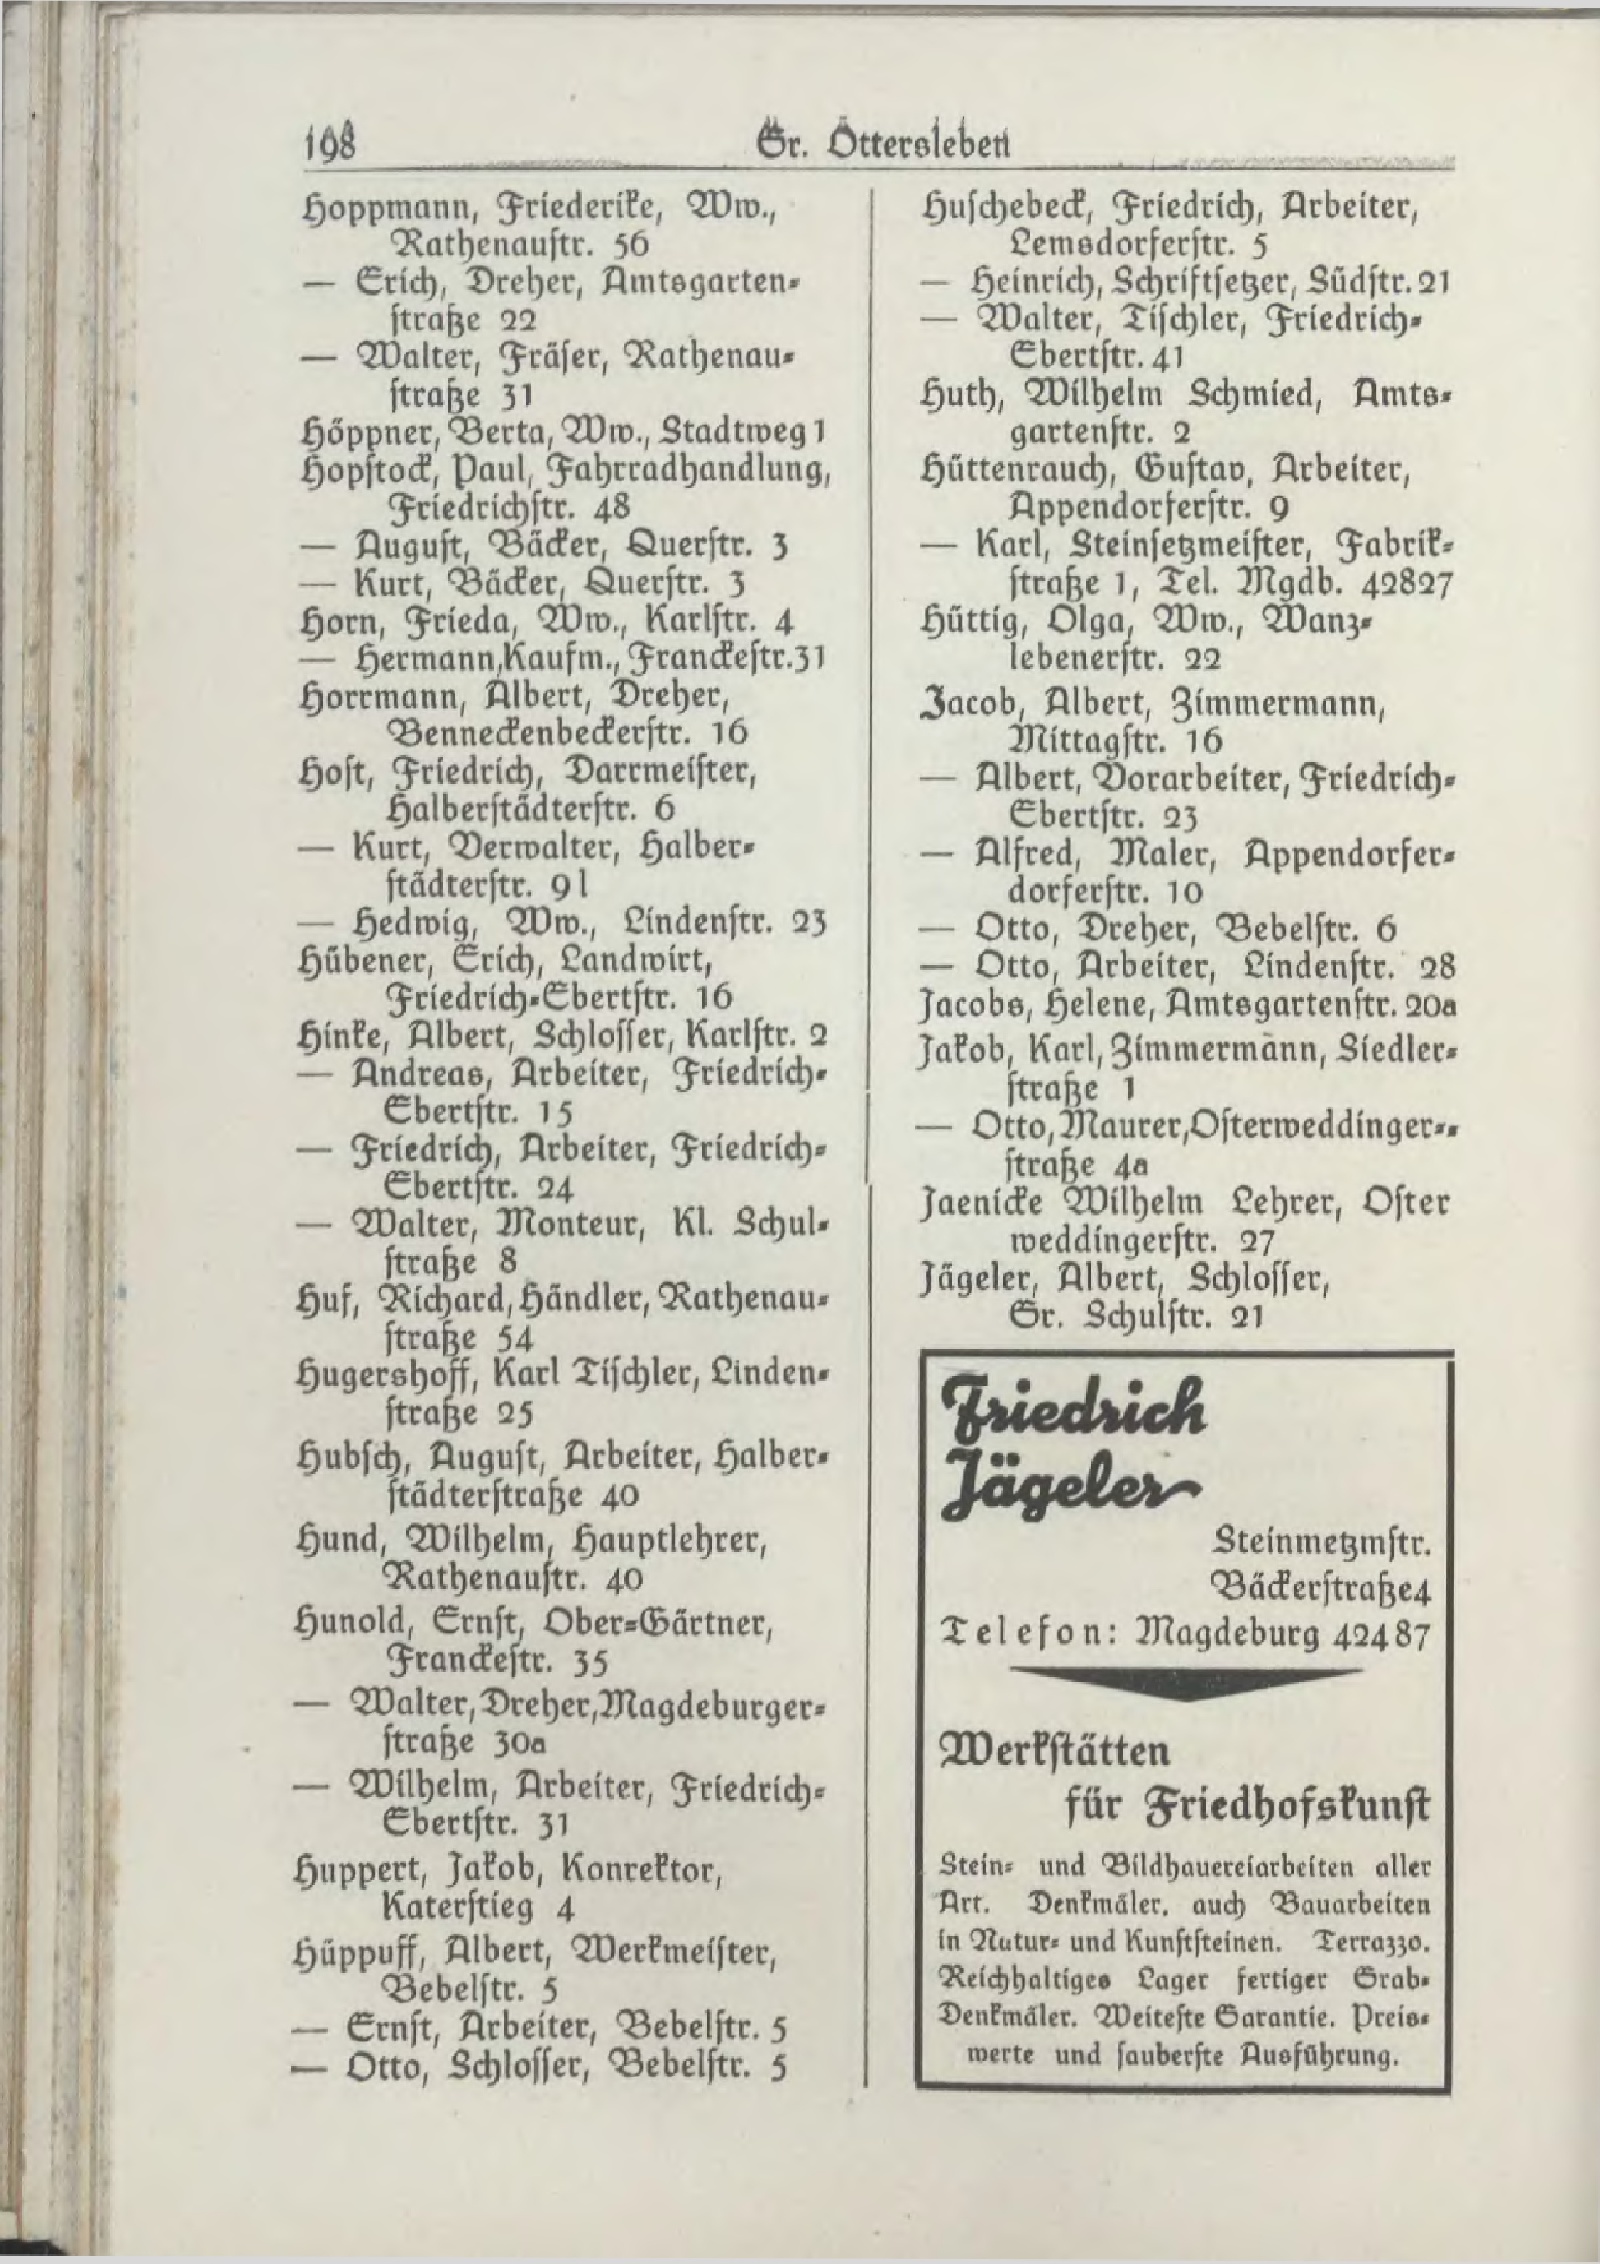 198
Gr. Öttersleben
Hoppmann, Friederike, Ww.,
Rathenaustr. 56
— Erich, Dreher, Amtsgarten-
straße 22
— Walter, Fräser, Rathenau-
straße 31
Höppner, Berta, Ww., Stadtweg 1
Hopstock, Paul, Fahrradhandlung,
Friedrichstr. 48
— August, Bäcker, Querstr. 3
— Kurt, Bäcker, Querstr. 3
Horn, Frieda, Ww., Karlstr. 4
— Hermann,Kaufm., Franckestr.31
Horrmann, Albert, Dreher,
Benneckenbeckerstr. 16
Host, Friedrich, Darrmeister,
Halberstädterstr. 6
— Kurt, Verwalter, Halber-
städterstr. 91
— Hedwig, Ww., Lindenstr. 23
Hübener, Erich, Landwirt,
Friedrich-Ebertstr. 16
Hinke, Albert, Schlosser, Karlstr. 2
— Andreas, Arbeiter, Friedrich-
Ebertstr. 15
— Friedrich, Arbeiter, Friedrich-
Ebertstr. 24
— Walter, Monteur, Kl. Schul-
straße 8
Huf, Richard, Händler, Rathenau-
straße 54
Hugershoff, Karl Tischler, Linden-
straße 25
Hubsch, August, Arbeiter, Halber-
städterstraße 40
Hund, Wilhelm, Hauptlehrer,
Rathenaustr. 40
Hunold, Ernst, Ober-Gärtner,
Franckestr. 35
— Walter, Dreher,Magdeburger-
straße 30a
— Wilhelm, Arbeiter, Friedrich-
Ebertstr. 31
Huppert, Jakob, Konrektor,
Katerstieg 4
Hüppuff, Albert, Werkmeister,
Bebelstr. 5
— Ernst, Arbeiter, Bebelstr. 5
— Otto, Schlosser, Bebelstr. 5
Huschebeck, Friedrich, Arbeiter,
Lemsdorferstr. 5
— Heinrich, Schriftsetzer, Südstr. 21
— Walter, Tischler, Friedrich-
Ebertstr. 41
Huth, Wilhelm Schmied, Amts-
gartenstr. 2
Hüttenrauch, Gustav, Arbeiter,
Appendorferstr. 9
— Karl, Steinsetzmeister, Fabrik-
straße 1, Tel. Mgdb. 42827
Hüttig, Olga, Ww., Wanz-
lebenerstr. 22
Jacob, Albert, Zimmermann,
Mittagstr. 16
— Albert, Vorarbeiter, Friedrich-
Ebertstr. 23
— Alfred, Maler, Appendorfer-
dorferstr. 10
— Otto, Dreher, Bebelstr. 6
— Otto, Arbeiter, Lindenstr. 28
Jacobs, Helene, Amtsgartenstr. 20a
Jakob, Karl, Zimmermann, Siedler-
straße 1
— Otto, Maurer,Osterweddinger--
straße 4a
Jaenicke Wilhelm Lehrer, Oster
weddingerstr. 27
Jägeler, Albert, Schlosser,
Gr. Schulstr. 21
Friedrich
Jägeler
Steinmetzmstr.
Bäckerstraße4
Telefon: Magdeburg 42487
Werkstätten
für Friedhofskunst
Stein- und Bildhauereiarbeiten aller
Art. Denkmäler, auch Bauarbeiten
in Natur- und Kunststeinen. Terrazzo.
Reichhaltiges Lager fertiger Grab-
Denkmäler. Weiteste Garantie. Preis-
werte und sauberste Ausführung.